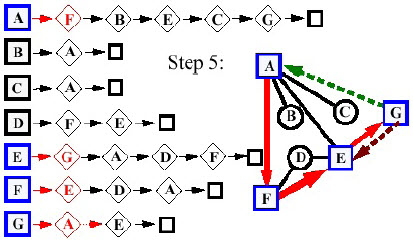 A F B E C G
B A
C A
D F E
E G A D F
F E D A
G A E
Step 5:
A
B C G
D E
F